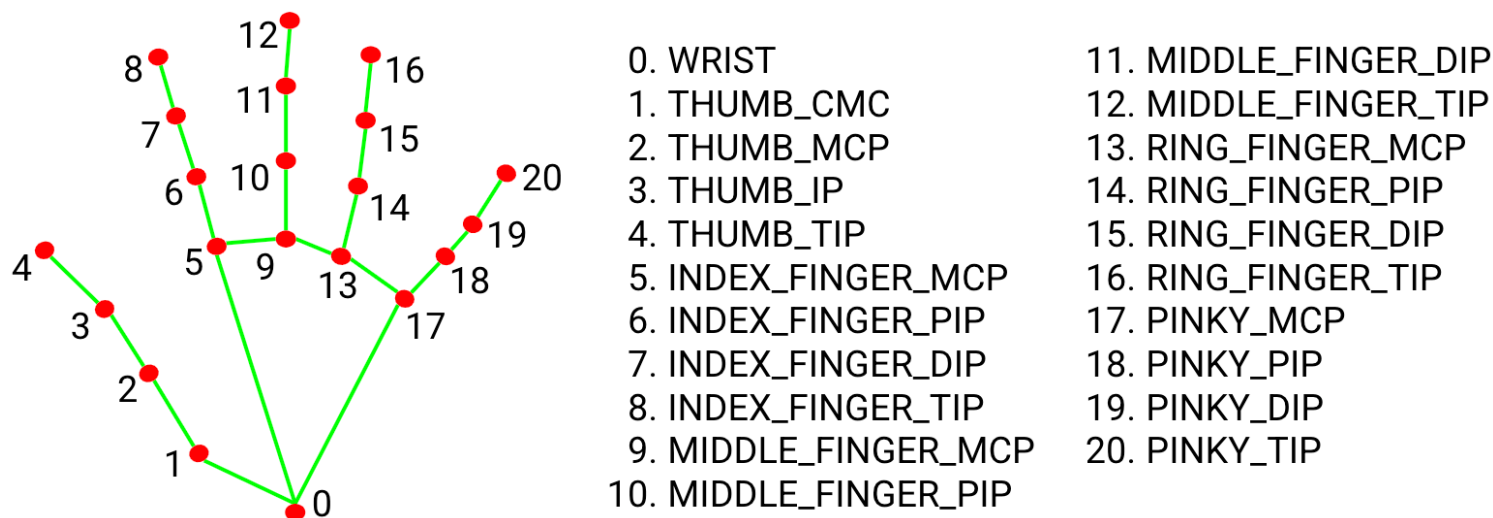 12
8
16
11
7
15
10
6
20
14
19
5
9
4
18
13
3
17
2
1
0
0. WRIST
1. THUMB_CMC
2. THUMB_MCP
3. THUMB_IP
4. THUMB_TIP
5. INDEX_FINGER_MCP
6. INDEX_FINGER_PIP
7. INDEX_FINGER_DIP
8. INDEX_FINGER_TIP
9. MIDDLE_FINGER_MCP
10. MIDDLE_FINGER_PIP
11. MIDDLE_FINGER_DIP
12. MIDDLE_FINGER_TIP
13. RING_FINGER_MCP
14. RING_FINGER_PIP
15. RING_FINGER_DIP
16. RING_FINGER_TIP
17. PINKY_MCP
18. PINKY_PIP
19. PINKY_DIP
20. PINKY_TIP